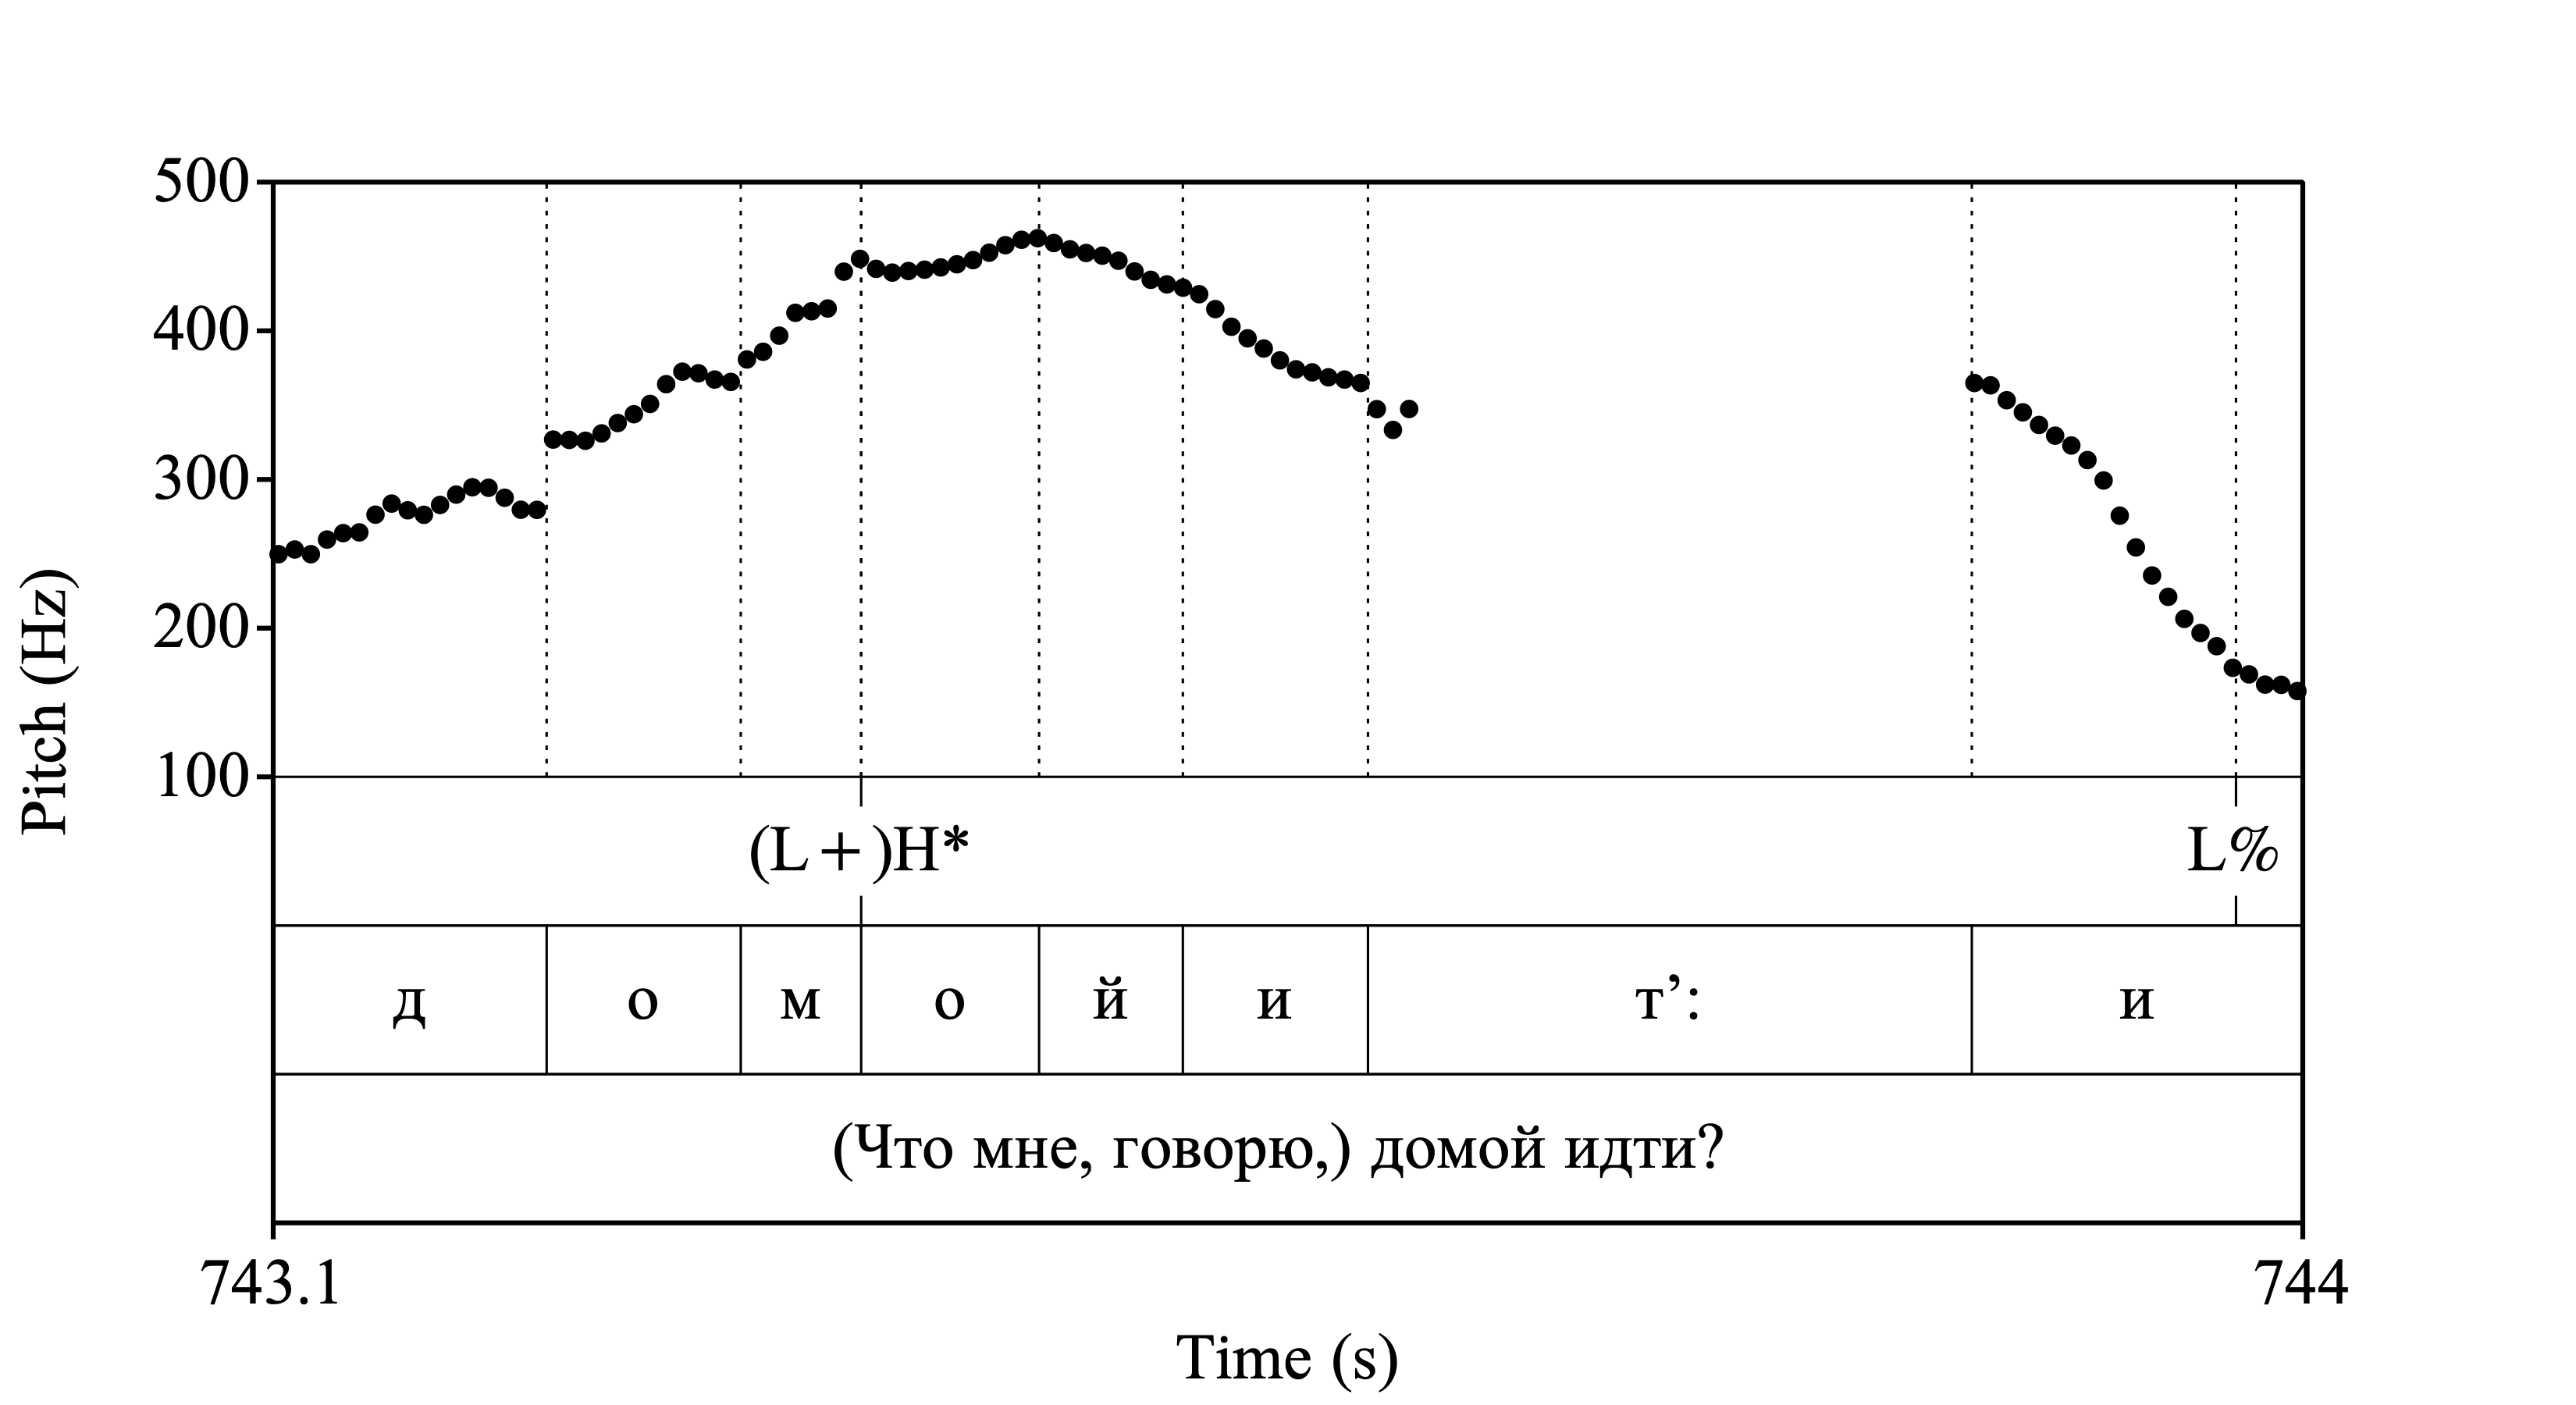 500
400
300
200
100
Pitch (Hz)
(L+)H* L%
д о м о й и т’: и
(Что мне, говорю,) домой идти?
743.1 744
Time (s)